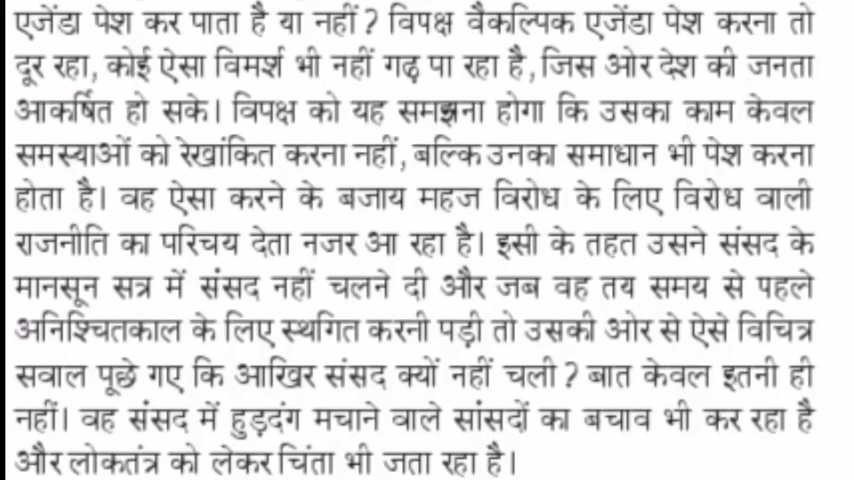 एजेंडा पेश कर पाता है या नहीं? विपक्ष वैकल्पिक एजेंडा पेश करना तो
दूर रहा, कोई ऐसा विमर्श भी नहीं गढ़ पा रहा है, जिस ओर देश की जनता
आकर्षित हो सके। विपक्ष को यह समझना होगा कि उसका काम केवल
समस्याओं को रेखांकित करना नहीं, बल्कि उनका समाधान भी पेश करना
होता है। वह ऐसा करने के बजाय महज विरोध के लिए विरोध वाली
राजनीति का परिचय देता नजर आ रहा है। इसी के तहत उसने संसद के
मानसून सत्र में संसद नहीं चलने दी और जब वह तय समय से पहले
अनिश्चितकाल के लिए स्थगित करनी पड़ी तो उसकी ओर से ऐसे विचित्र
सवाल पूछे गए कि आखिर संसद क्यों नहीं चली? बात केवल इतनी ही
नहीं। वह संसद में हुड़दंग मचाने वाले सांसदों का बचाव भी कर रहा है
और लोकतंत्र को लेकर चिंता भी जता रहा है।